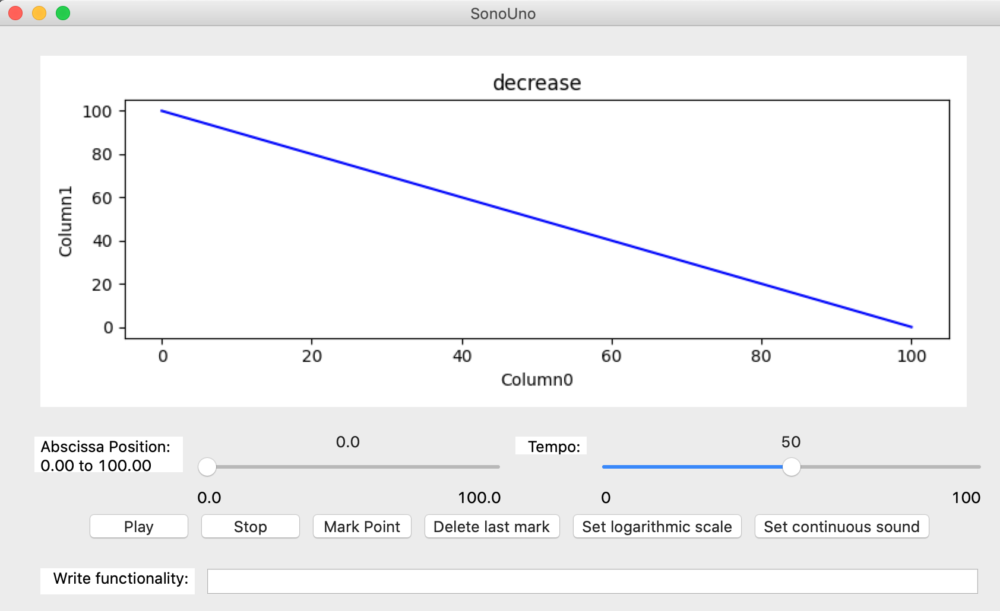 SonoUno
decrease
100
80
60
40
20
0
Column1
0 20 40 60 80 100
Column0
Abscissa Position:
0.00 to 100.00
0.0
0.0 100.0
Tempo:
50
0 100
Play Stop Mark Point Delete last mark Set logarithmic scale Set continuous sound
Write functionality: